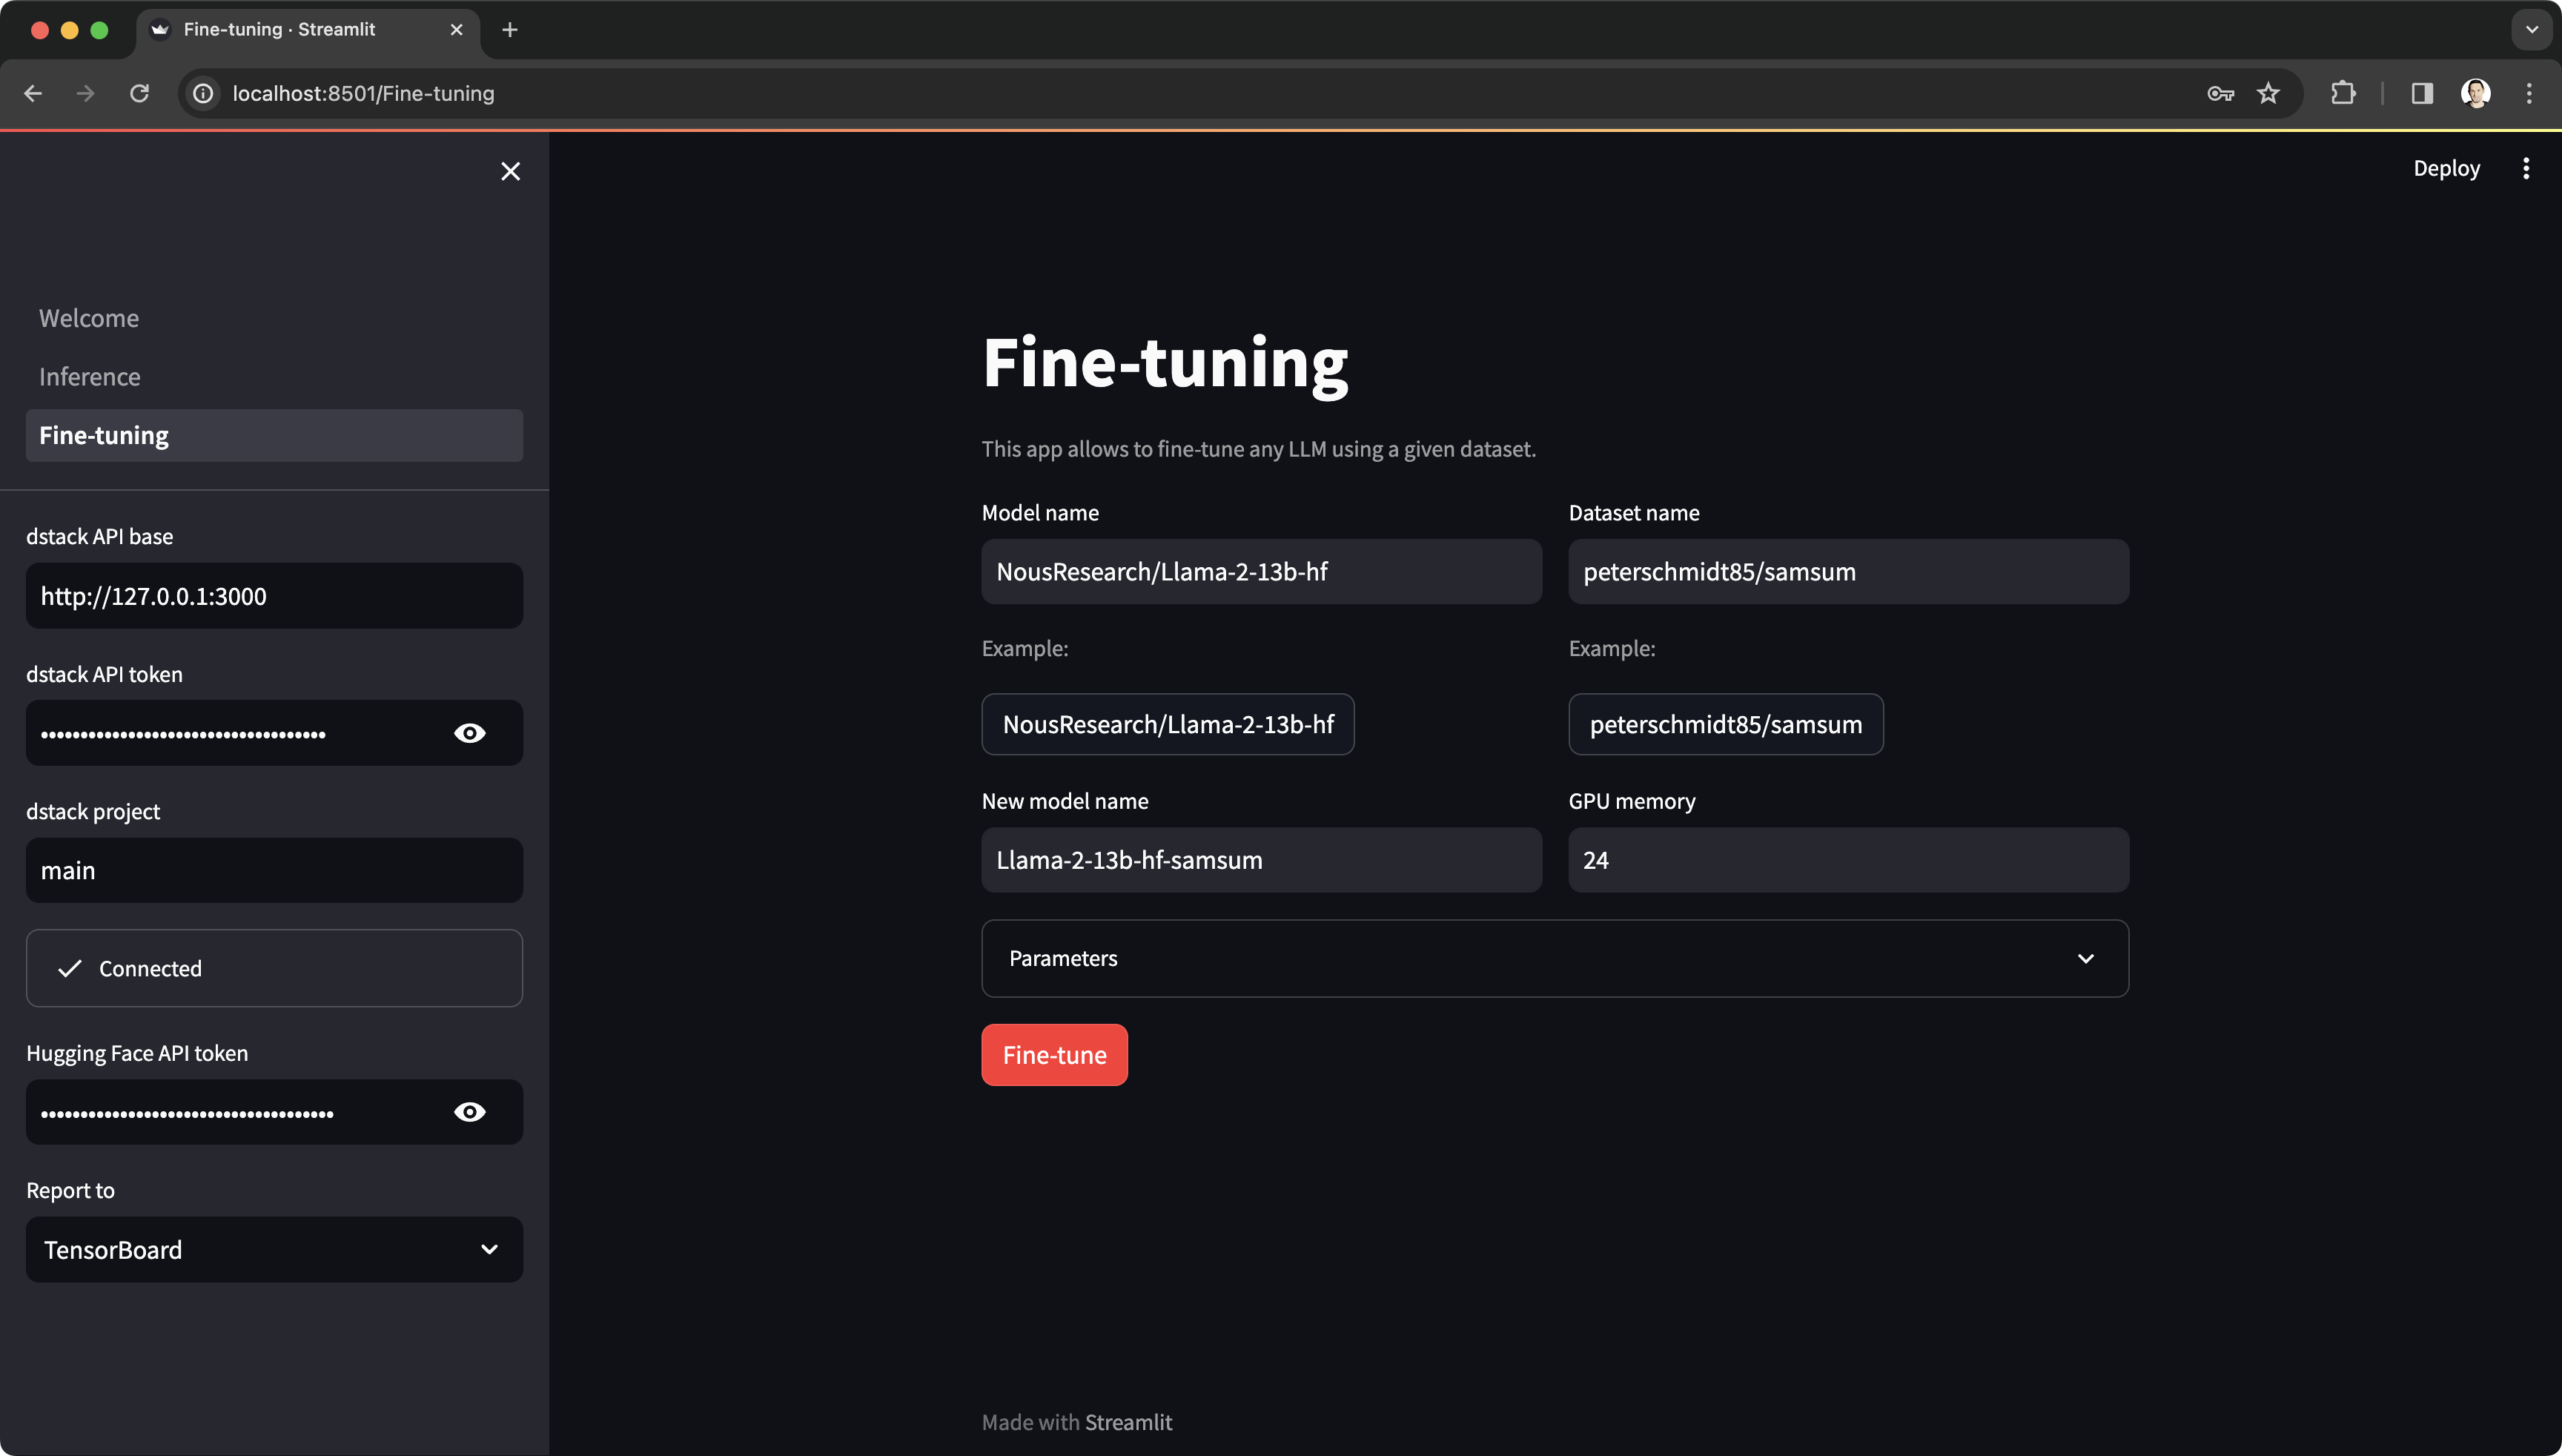 Fine-tuning · Streamlit
localhost:8501/Fine-tuning
Deploy
Welcome
Inference
Fine-tuning
dstack API base
http://127.0.0.1:3000
dstack API token
dstack project
main
Connected
Hugging Face API token
Report to
TensorBoard
Fine-tuning
This app allows to fine-tune any LLM using a given dataset.
Model name
NousResearch/Llama-2-13b-hf
Dataset name
peterschmidt85/samsum
Example:
NousResearch/Llama-2-13b-hf
Example:
peterschmidt85/samsum
New model name
Llama-2-13b-hf-samsum
GPU memory
24
Parameters
Fine-tune
Made with Streamlit